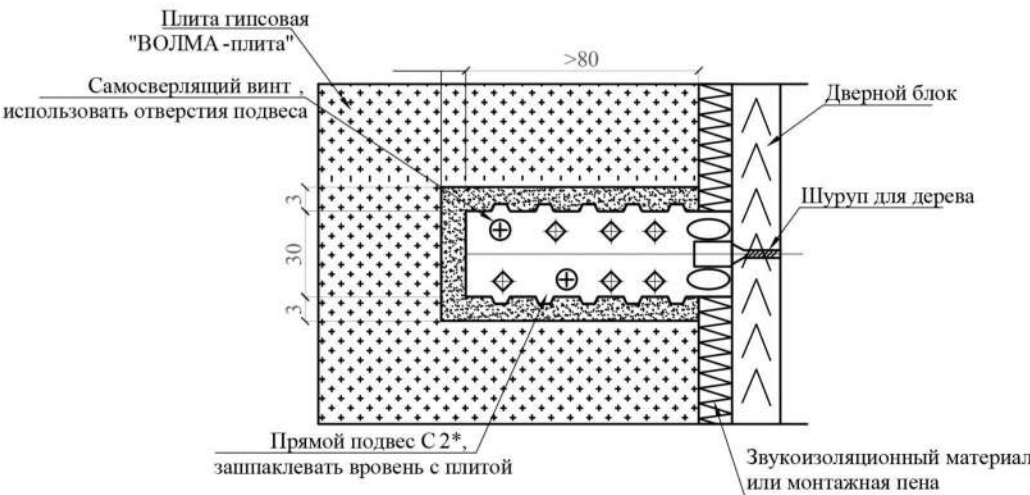 Плита гипсовая
"ВОЛМА-плита"
>80
Самосверлящий винт,
использовать отверстия подвеса
Дверной блок
Шуруп для дерева
3
30
3
Прямой подвес С 2*,
зашпаклевать вровень с плитой
Звукоизоляционный материал
или монтажная пена